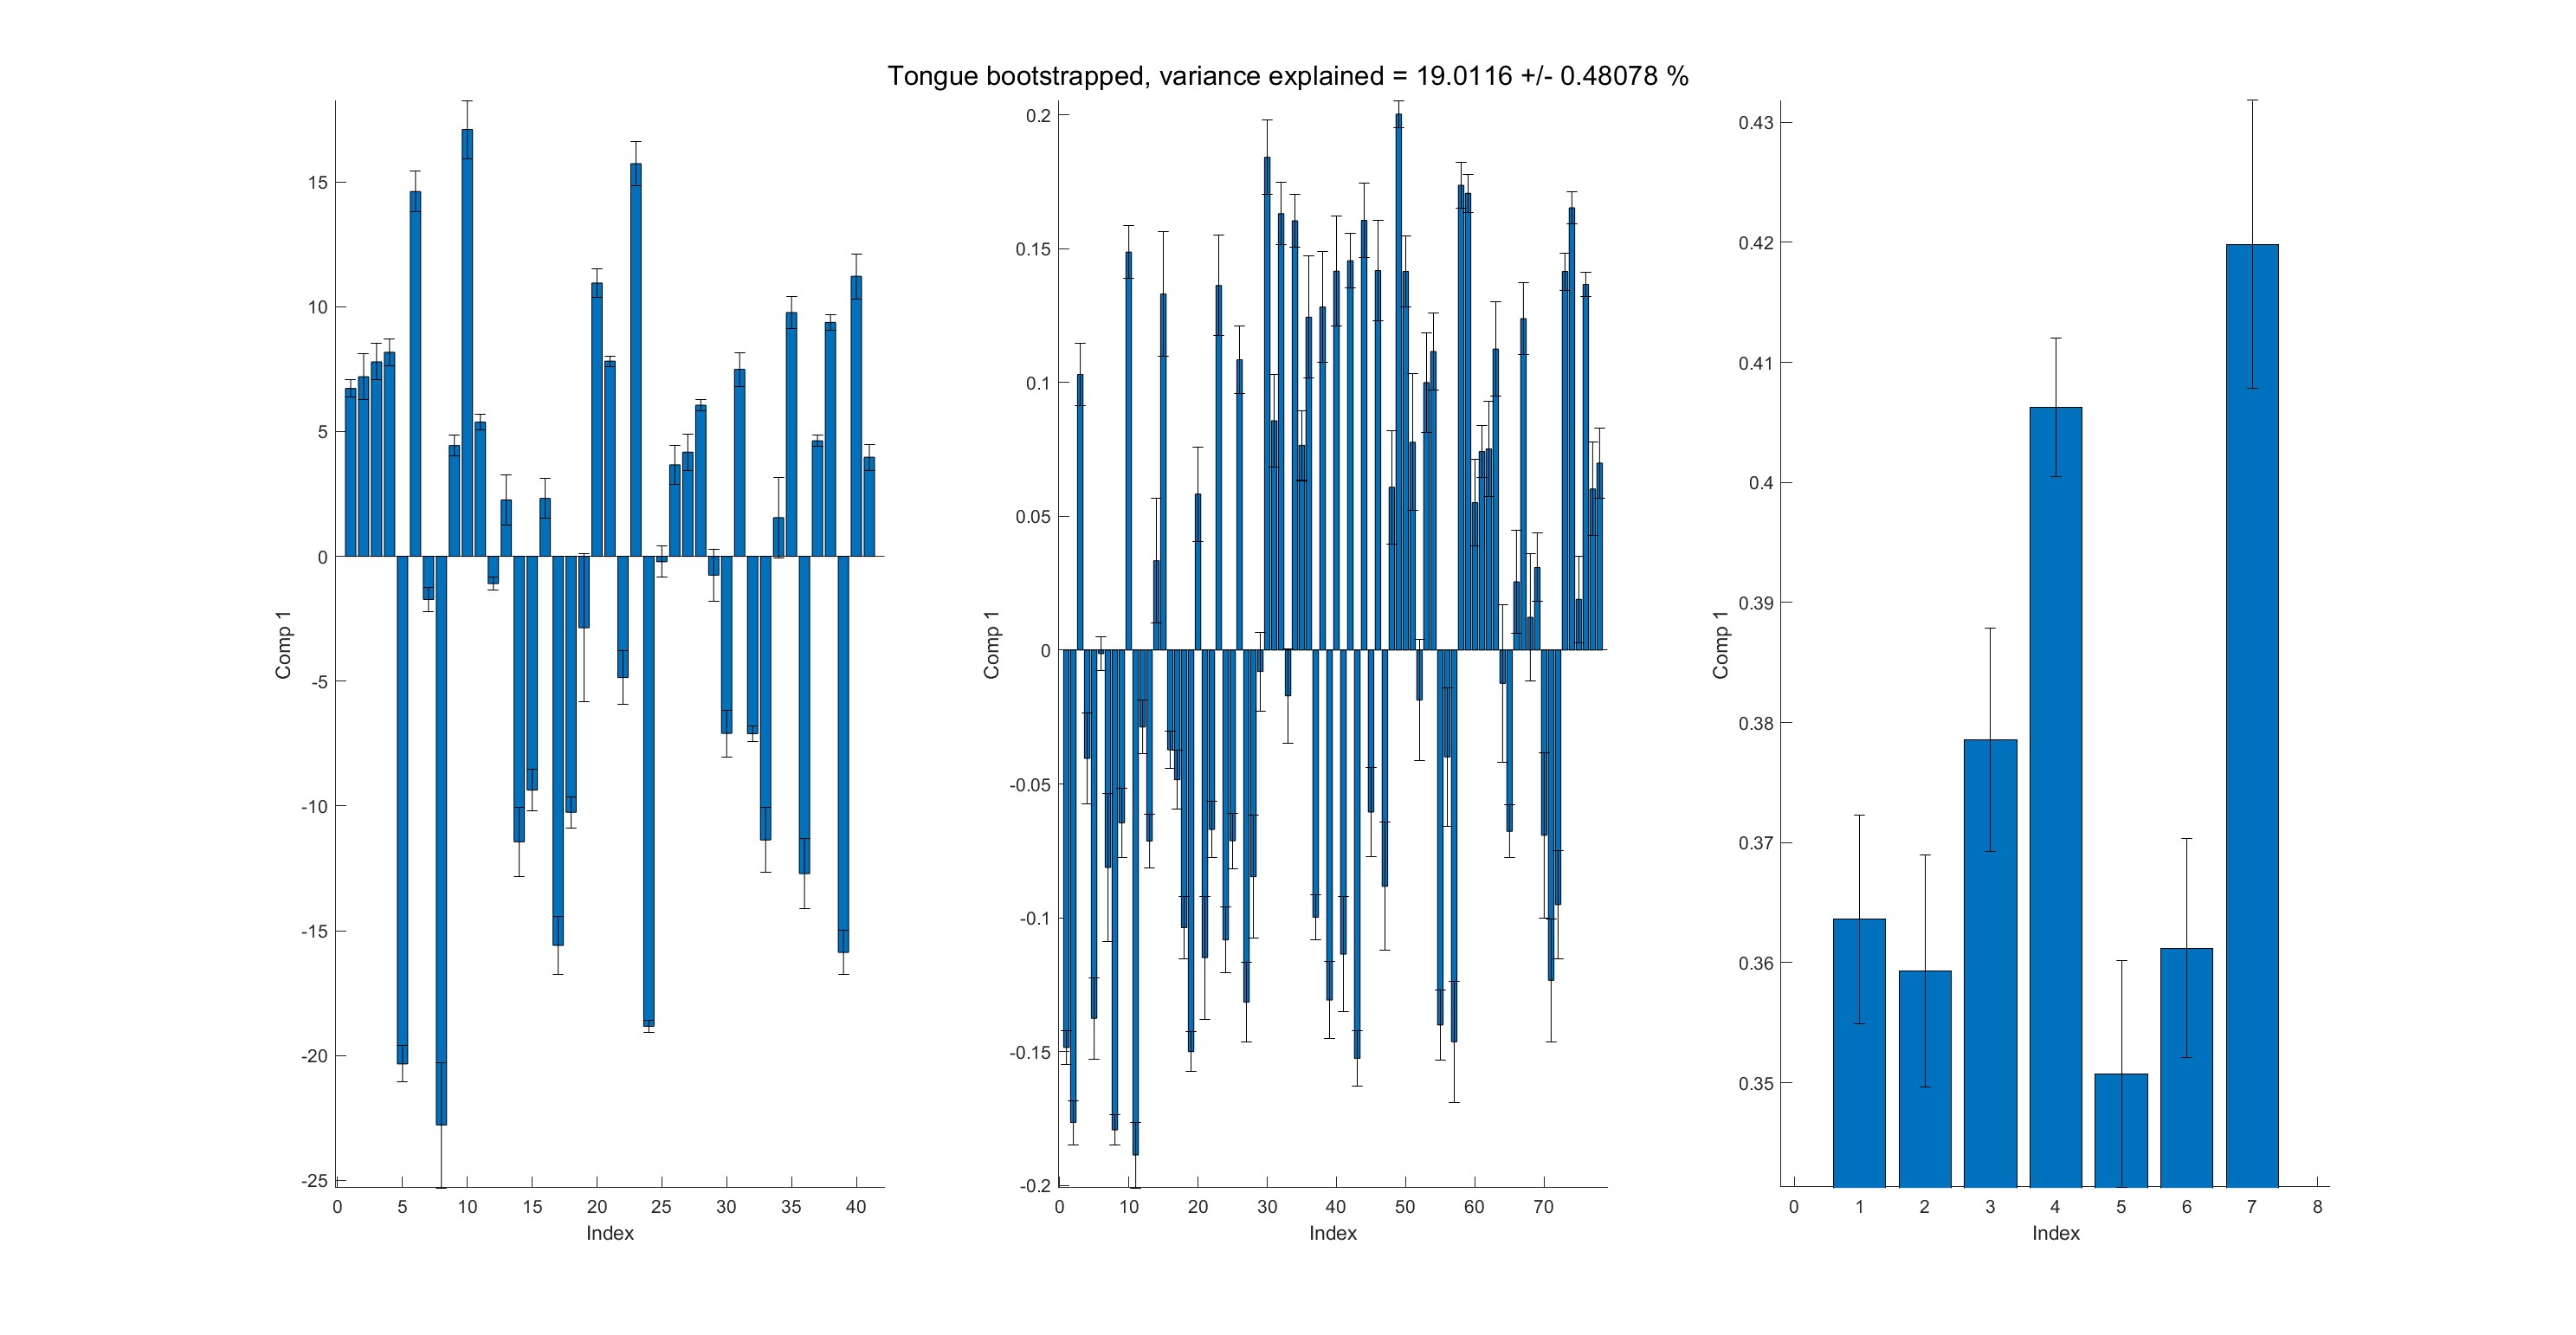 Tongue bootstrapped, variance explained = 19.0116 +/- 0.48078 %
Comp 1
15
10
5
0
-5
-10
-15
-20
-25
0 5 10 15 20 25 30 35 40
Index
Comp 1
0.2
0.15
0.1
0.05
0
-0.05
-0.1
-0.15
-0.2
0 10 20 30 40 50 60 70
Index
Comp 1
0.43
0.42
0.41
0.4
0.39
0.38
0.37
0.36
0.35
0 1 2 3 4 5 6 7 8
Index